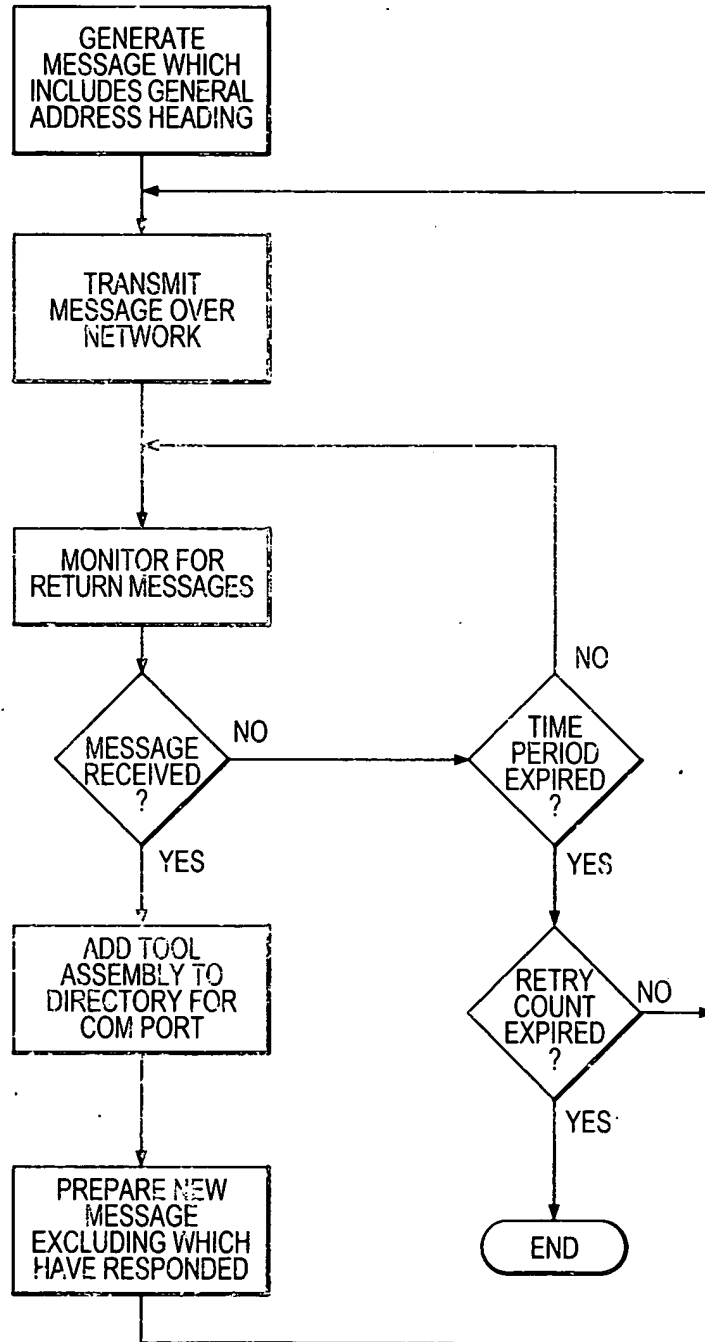 GENERATE
MESSAGE WHICH
INCLUDES GENERAL
ADDRESS HEADING
TRANSMIT
MESSAGE OVER
NETWORK
MONITOR FOR
RETURN MESSAGES
MESSAGE
RECEIVED
?
NO
YES
TIME
PERIOD
EXPIRED
?
NO
YES
ADD TOOL
ASSEMBLY TO
DIRECTORY FOR
COM PORT
RETRY
COUNT
EXPIRED
?
NO
YES
PREPARE NEW
MESSAGE
EXCLUDING WHICH
HAVE RESPONDED
END